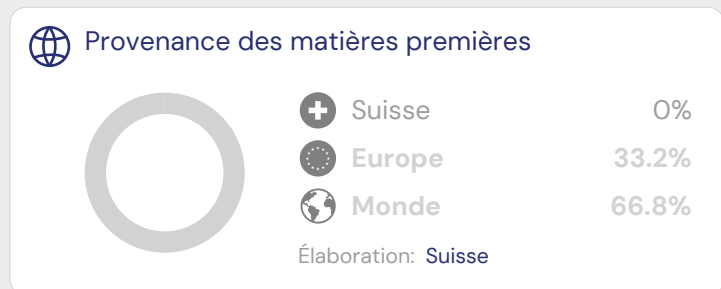 Provenance des matières premières
Suisse 0%
Europe 33.2%
Monde 66.8%
Élaboration: Suisse